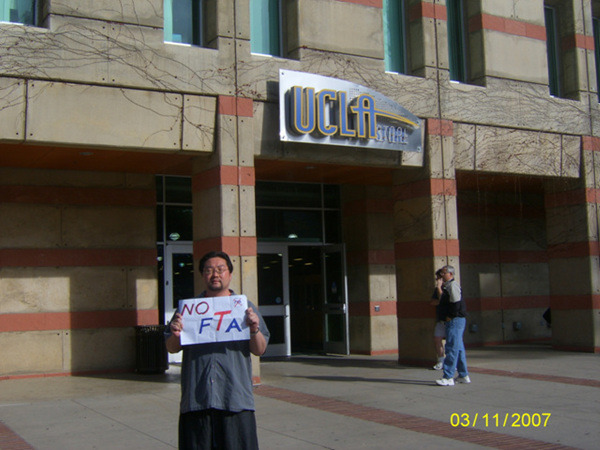 UCLA
STORE
NO
FTA
03/11/2007